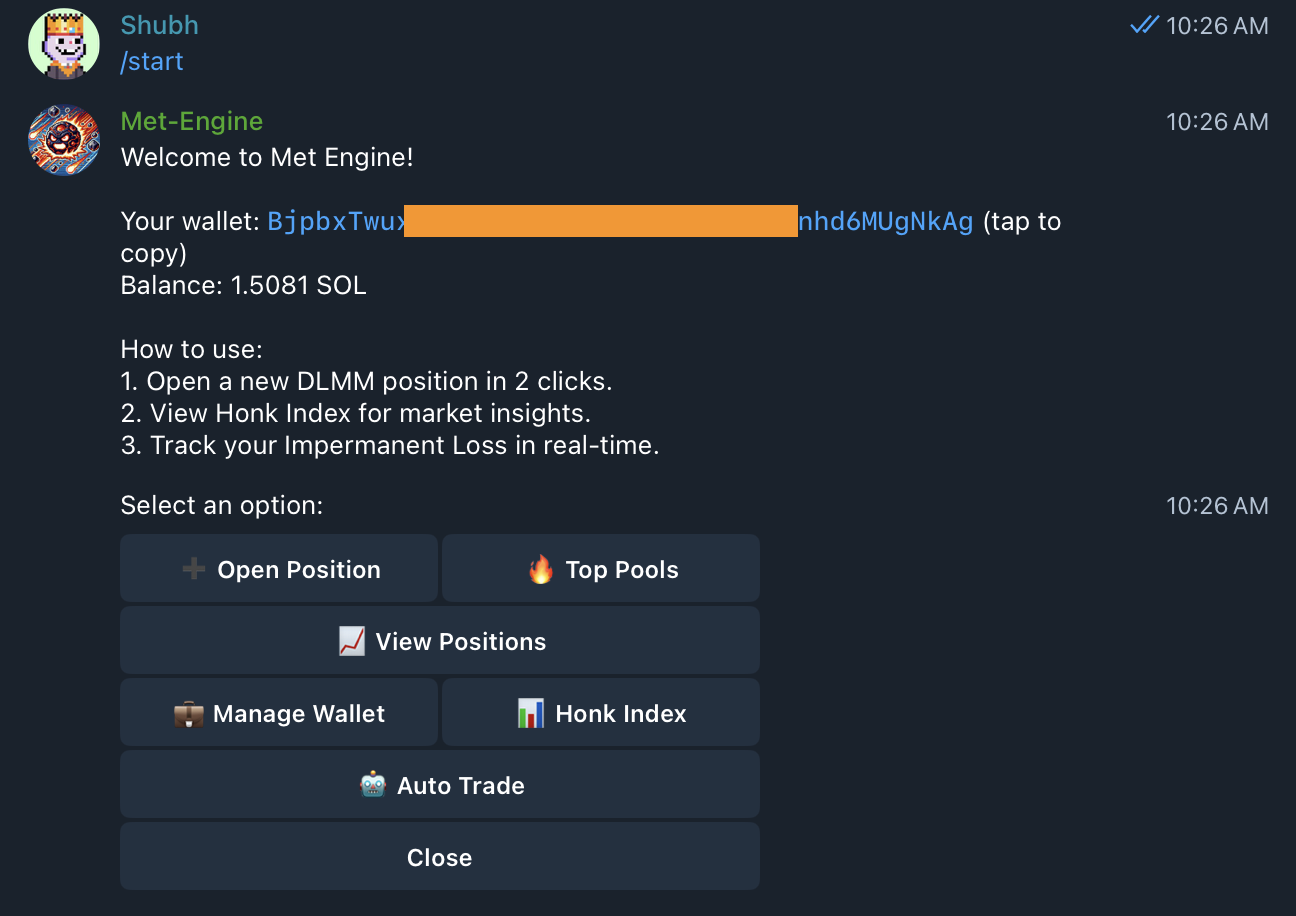 Shubh
10:26 AM
/start
Met-Engine
10:26 AM
Welcome to Met Engine!
Your wallet: BjpbxTwux nhd6MUgNkAg (tap to
copy)
Balance: 1.5081 SOL
How to use:
1. Open a new DLMM position in 2 clicks.
2. View Honk Index for market insights.
3. Track your Impermanent Loss in real-time.
Select an option:
10:26 AM
Open Position
Top Pools
View Positions
Manage Wallet
Honk Index
Auto Trade
Close